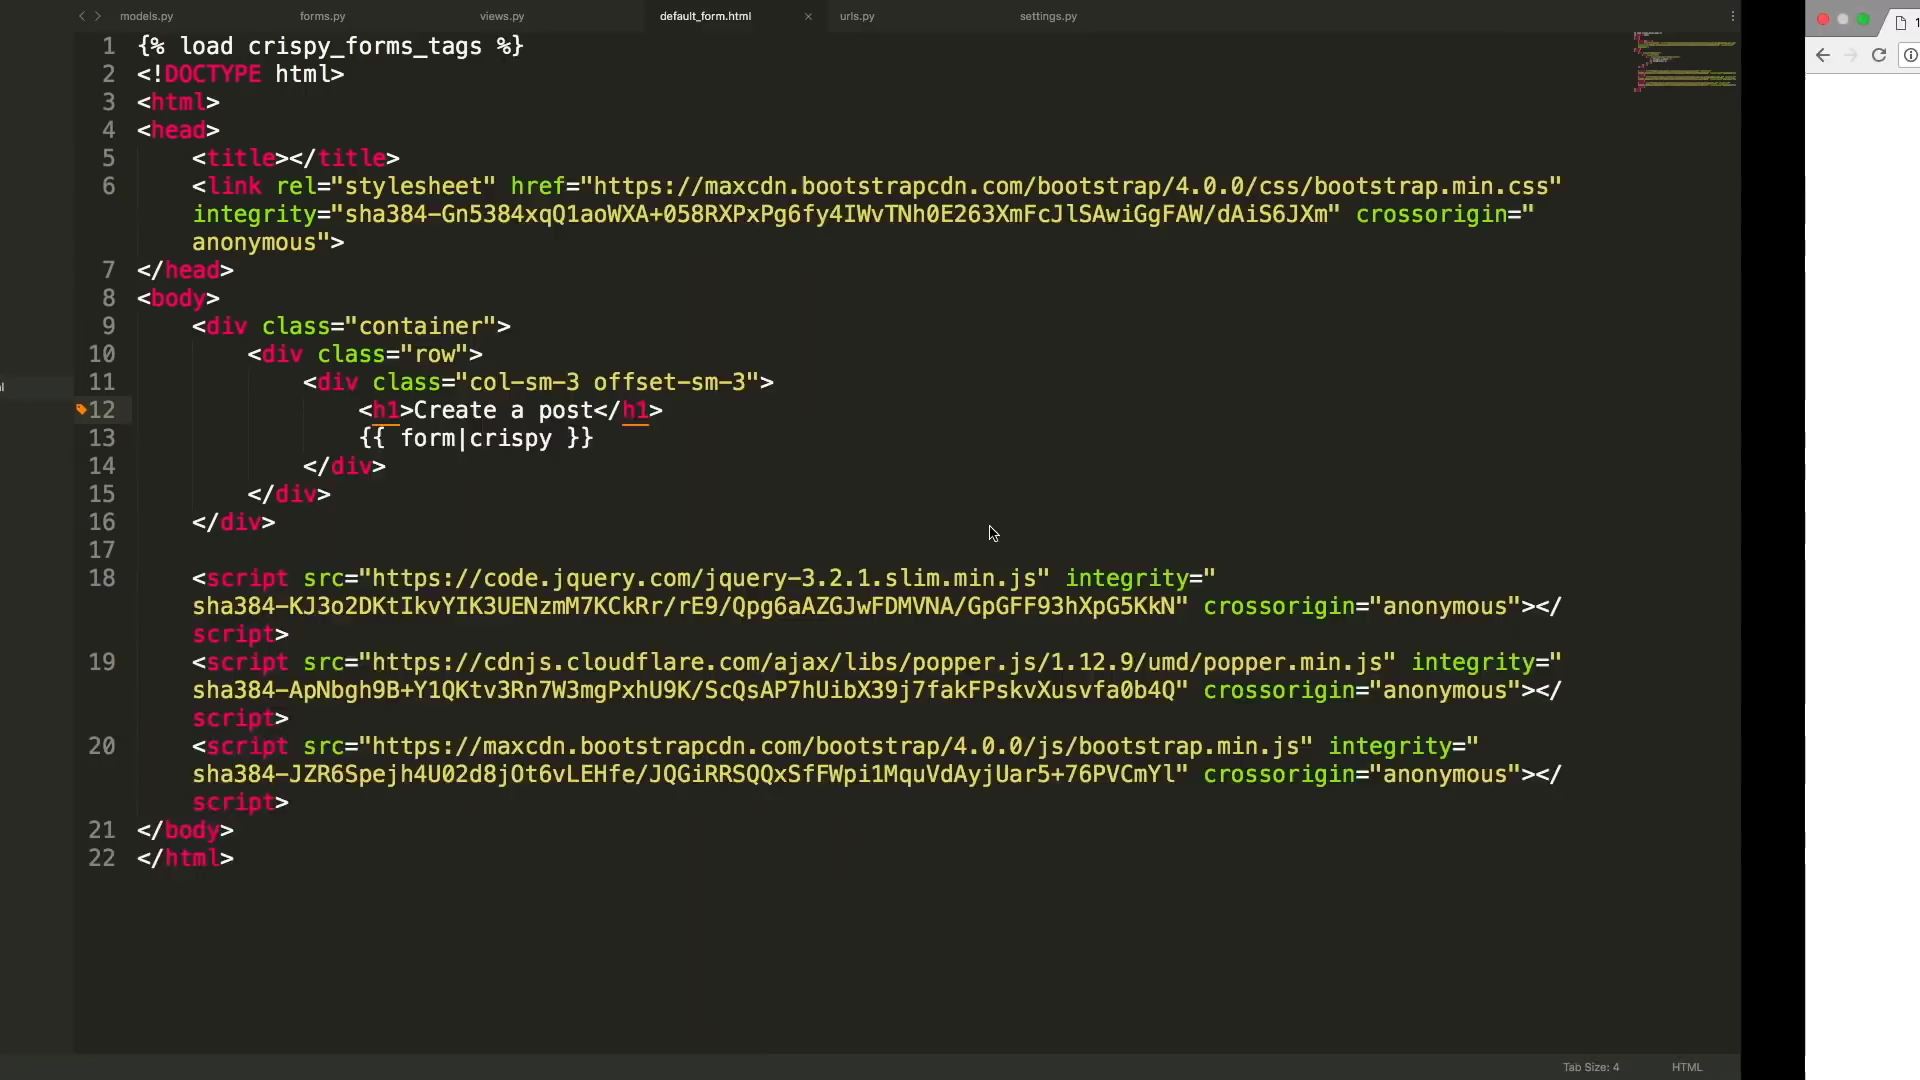 models.py forms.py views.py default_form.html × urls.py settings.py
1 {% load crispy_forms_tags %}
2 <!DOCTYPE html>
3 <html>
4 <head>
5 <title></title>
6 <link rel="stylesheet" href="https://maxcdn.bootstrapcdn.com/bootstrap/4.0.0/css/bootstrap.min.css"
integrity="sha384-Gn5384xqQ1aoWXA+058RXPxPg6fy4IWvTNh0E263XmFcJlSAwiGgFAW/dAiS6JXm" crossorigin="
anonymous">
7 </head>
8 <body>
9 <div class="container">
10 <div class="row">
11 <div class="col-sm-3 offset-sm-3">
12 <h1>Create a post</h1>
13 {{ form|crispy }}
14 </div>
15 </div>
16 </div>
17
18 <script src="https://code.jquery.com/jquery-3.2.1.slim.min.js" integrity="
sha384-KJ3o2DKtIkvYIK3UENzmM7KCkRr/rE9/Qpg6aAZGJwFDMVNA/GpGFF93hXpG5KkN" crossorigin="anonymous"></
script>
19 <script src="https://cdnjs.cloudflare.com/ajax/libs/popper.js/1.12.9/umd/popper.min.js" integrity="
sha384-ApNbgh9B+Y1QKtv3Rn7W3mgPxhU9K/ScQsAP7hUibX39j7fakFPskvXusvfa0b4Q" crossorigin="anonymous"></
script>
20 <script src="https://maxcdn.bootstrapcdn.com/bootstrap/4.0.0/js/bootstrap.min.js" integrity="
sha384-JZR6Spejh4U02d8jOt6vLEHfe/JQGiRRSQQxSfFWpi1MquVdAyjUar5+76PVCmYl" crossorigin="anonymous"></
script>
21 </body>
22 </html>
Tab Size: 4 HTML